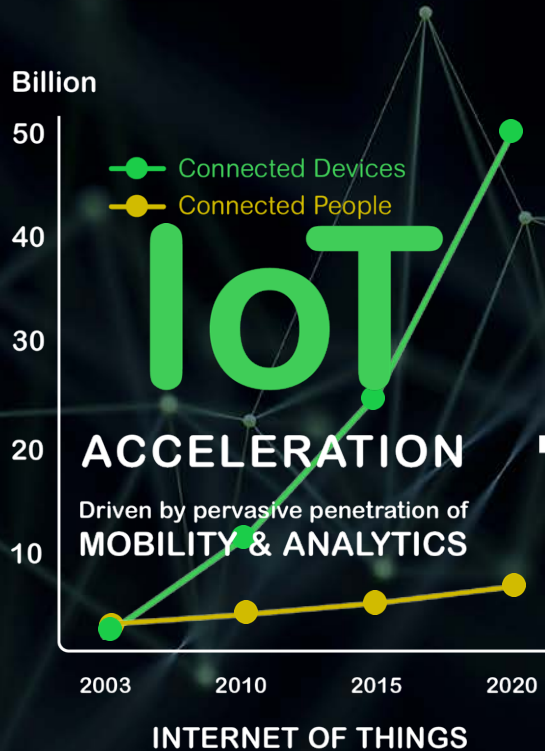 Billion
50
Connected Devices
Connected People
40
IoT
30
20
ACCELERATION
Driven by pervasive penetration of
MOBILITY & ANALYTICS
10
2003 2010 2015 2020
INTERNET OF THINGS